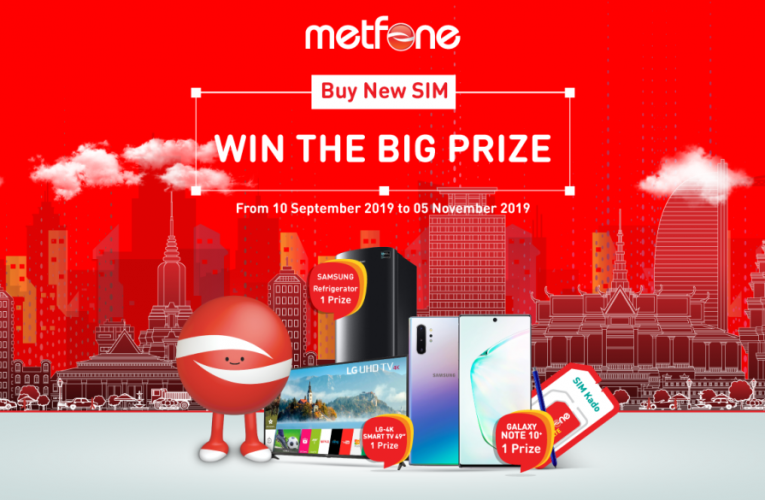 metfone
Buy New SIM
WIN THE BIG PRIZE
From 10 September 2019 to 05 November 2019
SAMSUNG
Refrigerator
1 Prize
LG UHD TV 4K
SAMSUNG
LG-4K
SMART TV 49"
1 Prize
GALAXY
NOTE 10+
1 Prize
SIM Kado